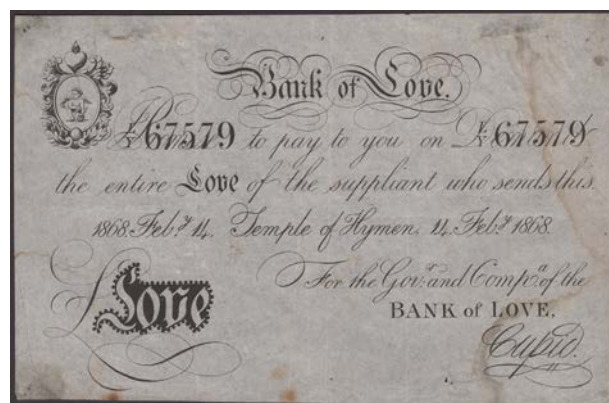 Bank of Love.
67579 to pay to you on 67579
the entire Love of the suppliant who sends this.
1868. Feby. 14. Temple of Hymen, 14. Feby. 1868.
For the Govr. and Compa. of the
BANK of LOVE.
£Love
Cupid.